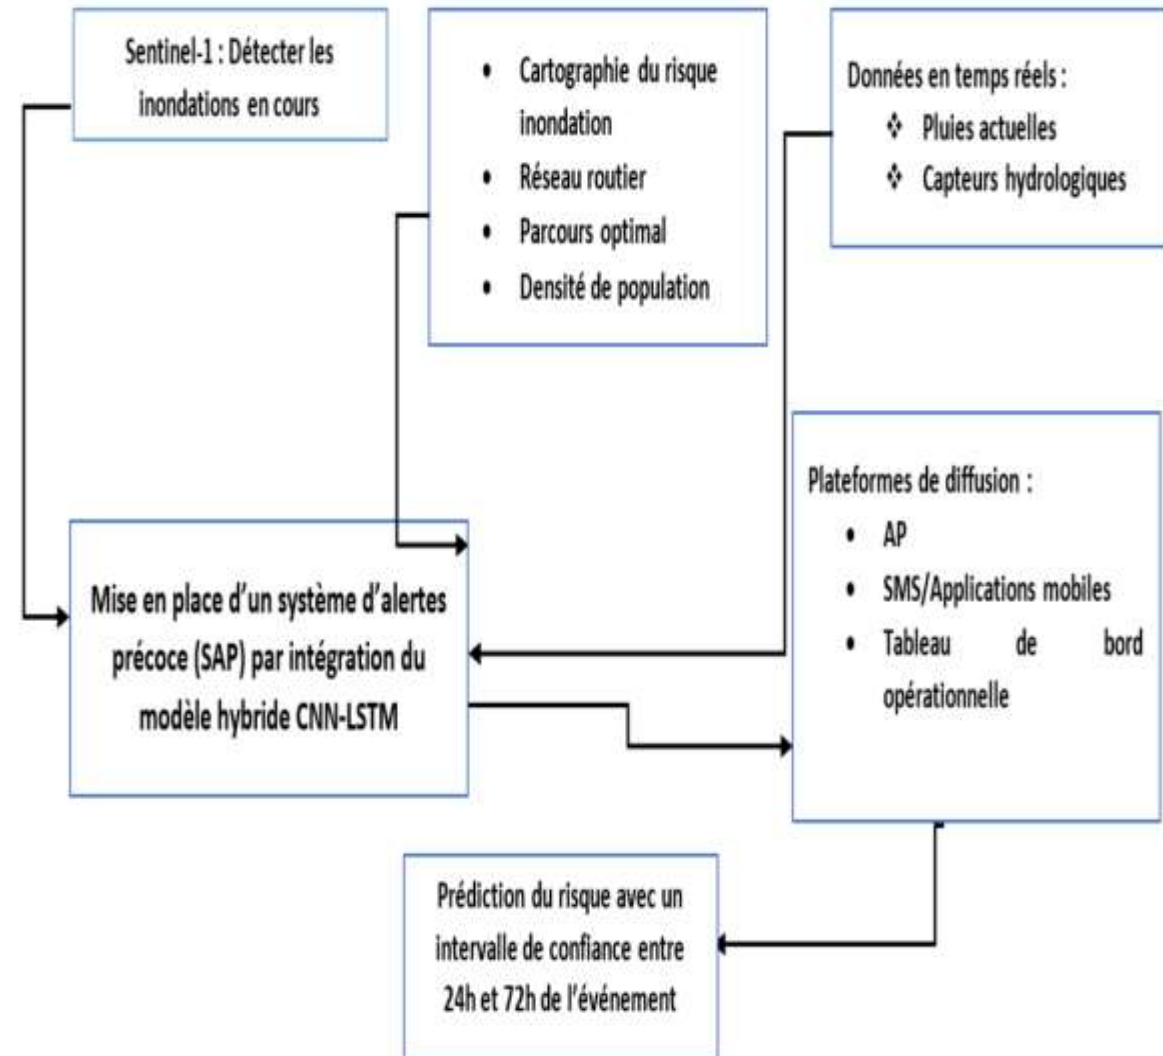 Sentinel-1 : Détecter les
inondations en cours
• Cartographie du risque
inondation
• Réseau routier
• Parcours optimal
• Densité de population
Données en temps réels :
❖ Pluies actuelles
❖ Capteurs hydrologiques
Mise en place d'un système d'alertes
précoce (SAP) par intégration du
modèle hybride CNN-LSTM
Plateformes de diffusion :
• AP
• SMS/Applications mobiles
• Tableau de bord
opérationnelle
Prédiction du risque avec un
intervalle de confiance entre
24h et 72h de l'événement